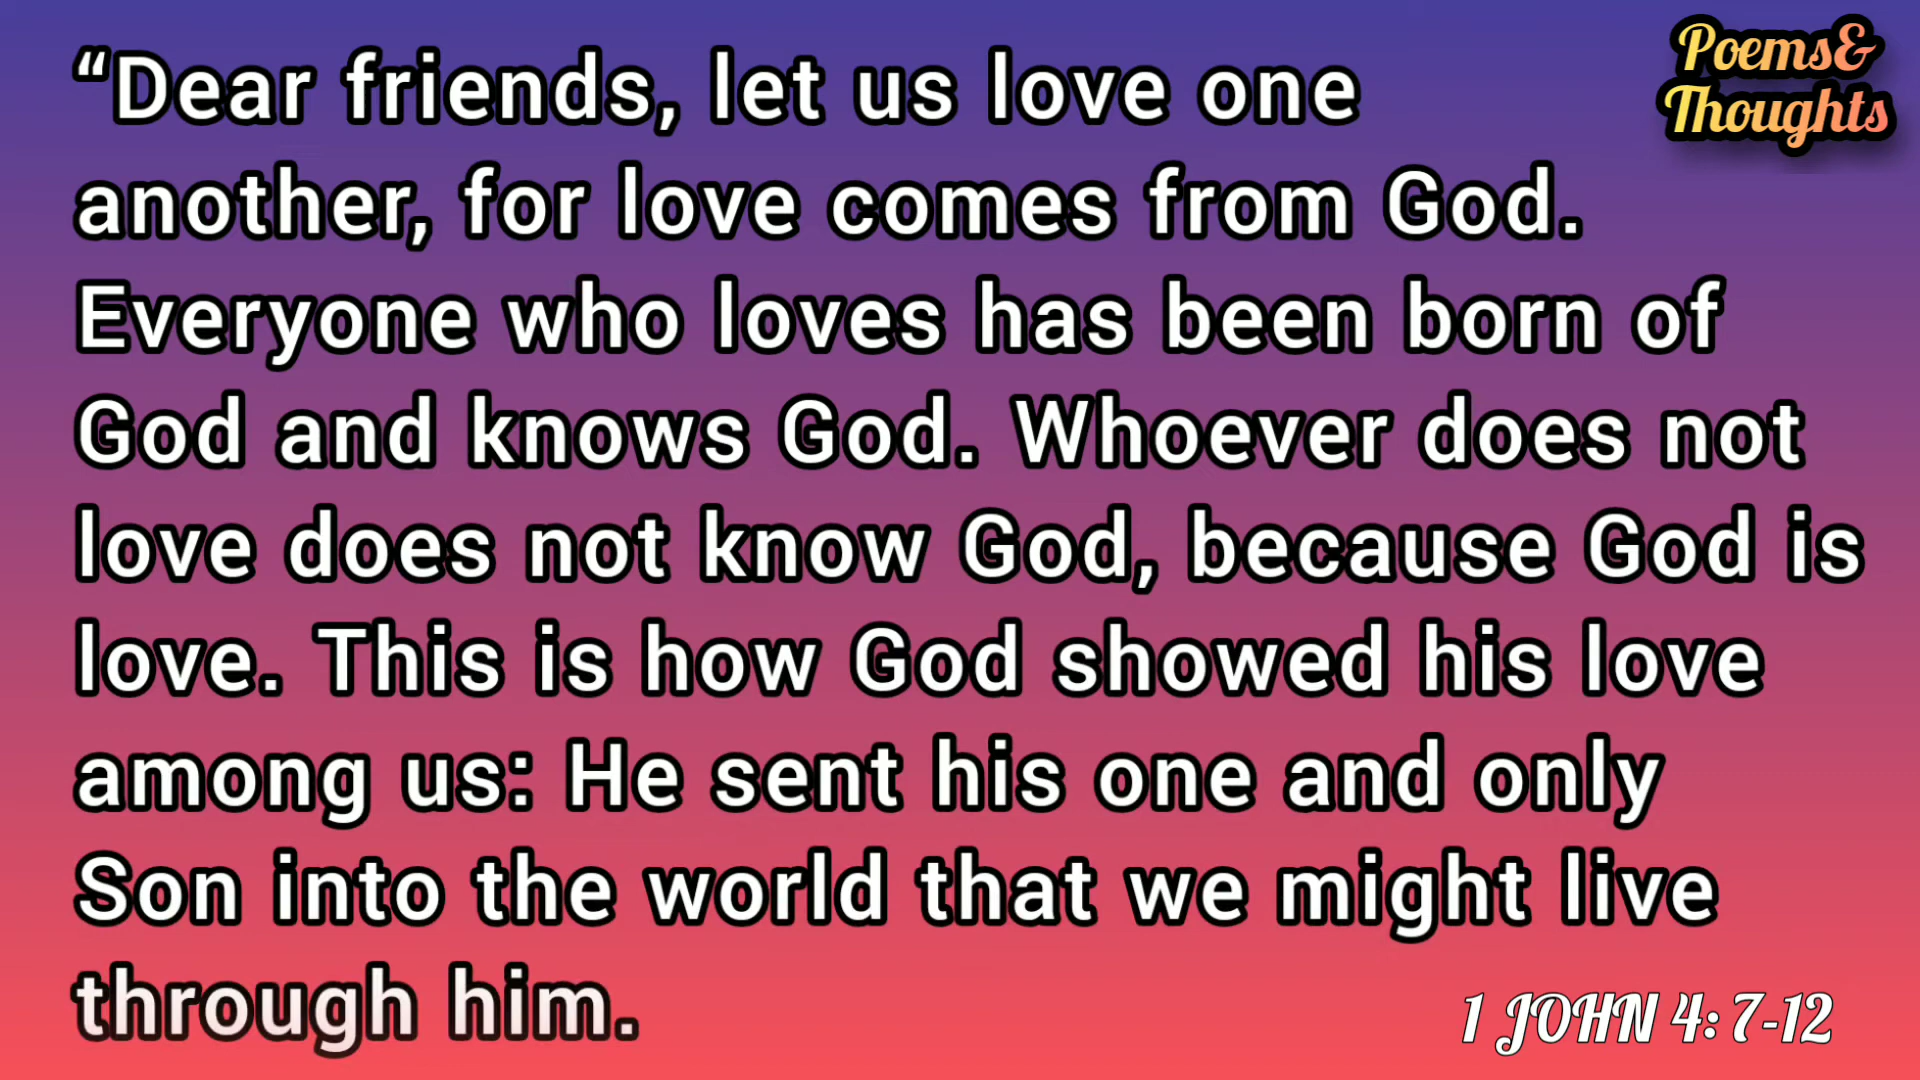 “Dear friends, let us love one
another, for love comes from God.
Everyone who loves has been born of
God and knows God. Whoever does not
love does not know God, because God is
love. This is how God showed his love
among us: He sent his one and only
Son into the world that we might live
through him.
Poems&
Thoughts
1 JOHN 4: 7-12